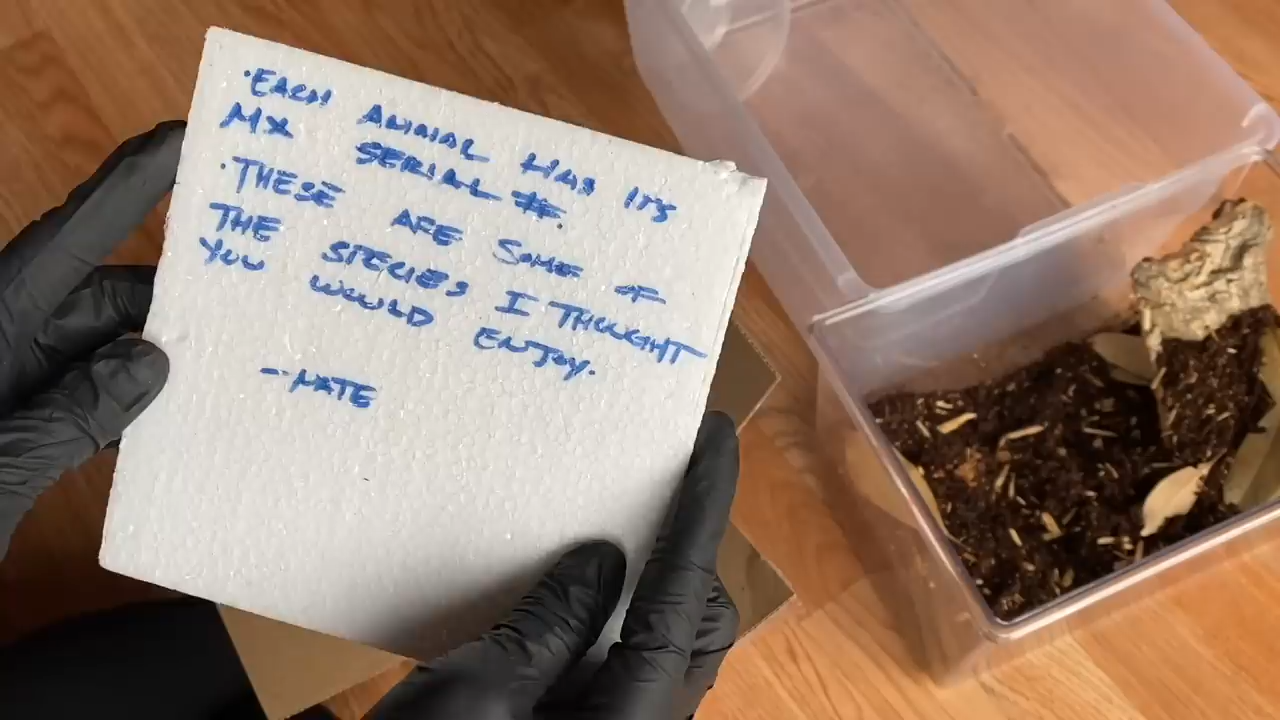 ·EACH ANIMAL HAS ITS
MX SERIAL #.
·THESE ARE SOME OF
THE SPECIES I THOUGHT
YOU WOULD ENJOY.
--NATE